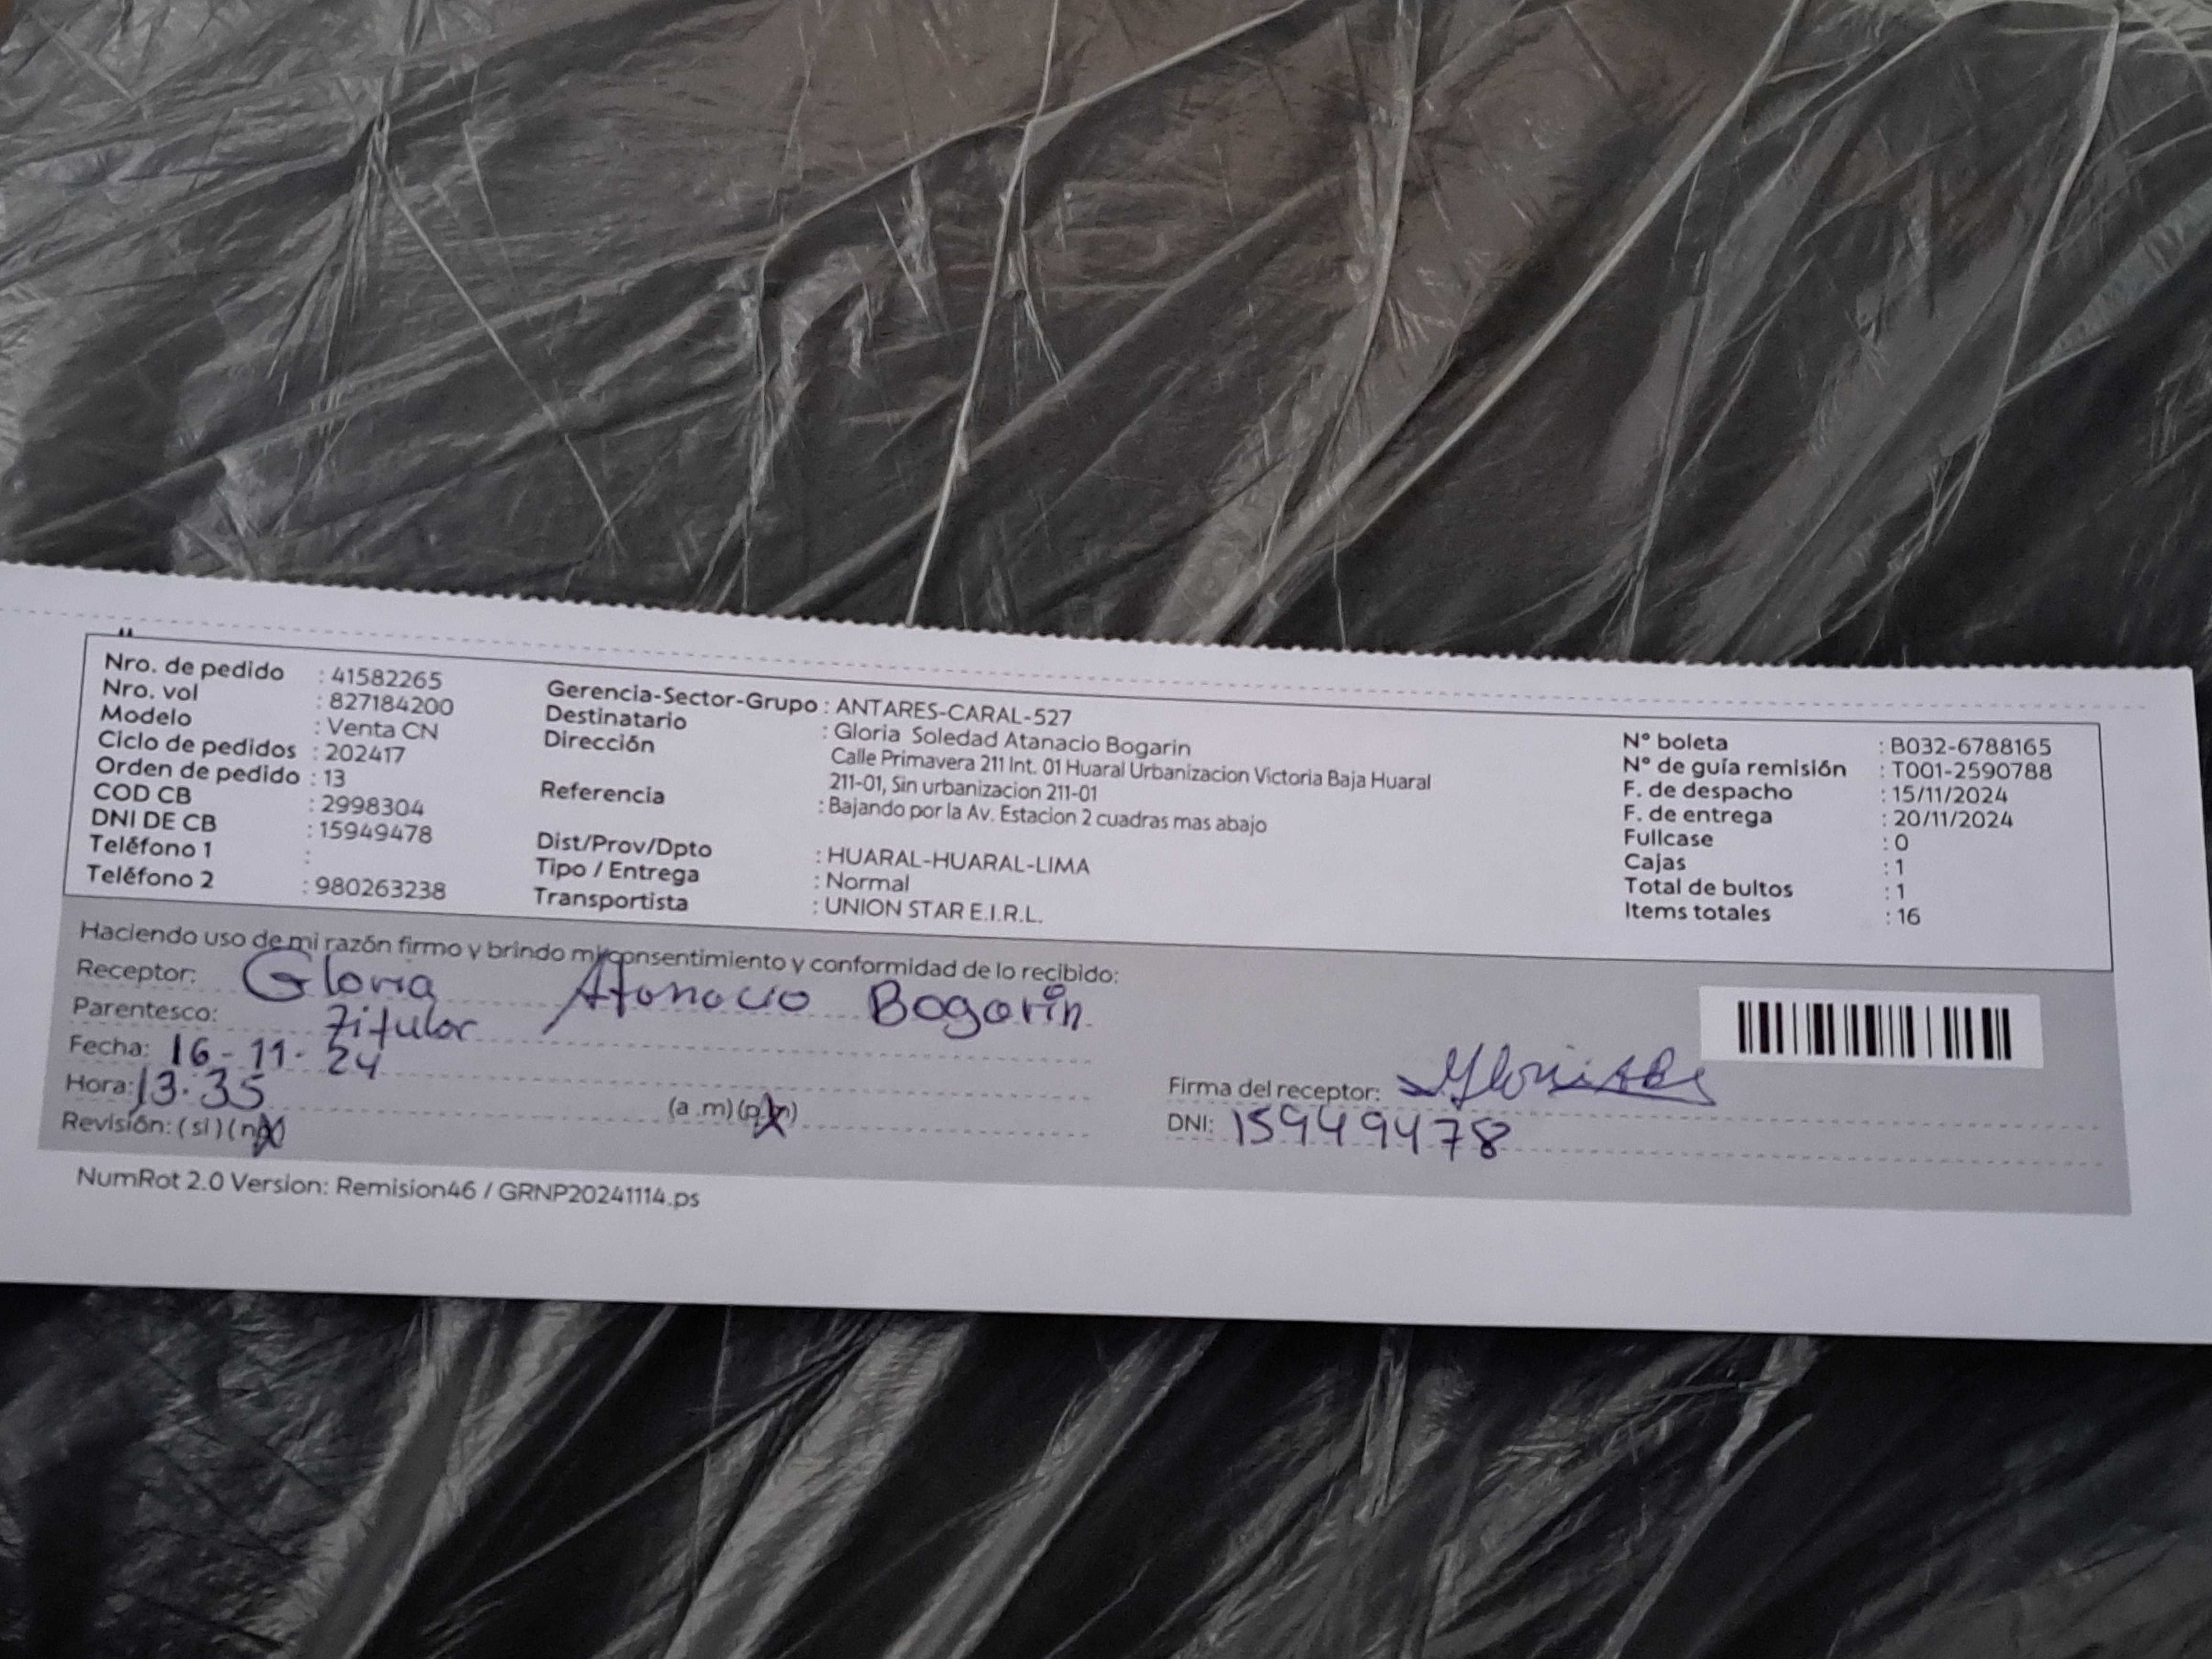 Nro. de pedido : 41582265
Nro. vol : 827184200
Modelo : Venta CN
Ciclo de pedidos : 202417
Orden de pedido : 13
COD CB : 2998304
DNI DE CB : 15949478
Teléfono 1 :
Teléfono 2 : 980263238
Gerencia-Sector-Grupo : ANTARES-CARAL-527
Destinatario : Gloria Soledad Atanacio Bogarin
Dirección Calle Primavera 211 Int. 01 Huaral Urbanizacion Victoria Baja Huaral
211-01, Sin urbanizacion 211-01
Referencia : Bajando por la Av. Estacion 2 cuadras mas abajo
Dist/Prov/Dpto : HUARAL-HUARAL-LIMA
Tipo / Entrega : Normal
Transportista : UNION STAR E.I.R.L.
N° boleta : B032-6788165
N° de guía remisión : T001-2590788
F. de despacho : 15/11/2024
F. de entrega : 20/11/2024
Fullcase : 0
Cajas : 1
Total de bultos : 1
Items totales : 16
Haciendo uso de mi razón firmo y brindo mi consentimiento y conformidad de lo recibido:
Receptor: Gloria Atanacio Bogarin
Parentesco: Titular
Fecha: 16-11-24
Hora: 13:35 (a .m) (p.m)
Revisión: (si) (no)
Firma del receptor:
DNI: 15949478
NumRot 2.0 Version: Remision46 / GRNP20241114.ps